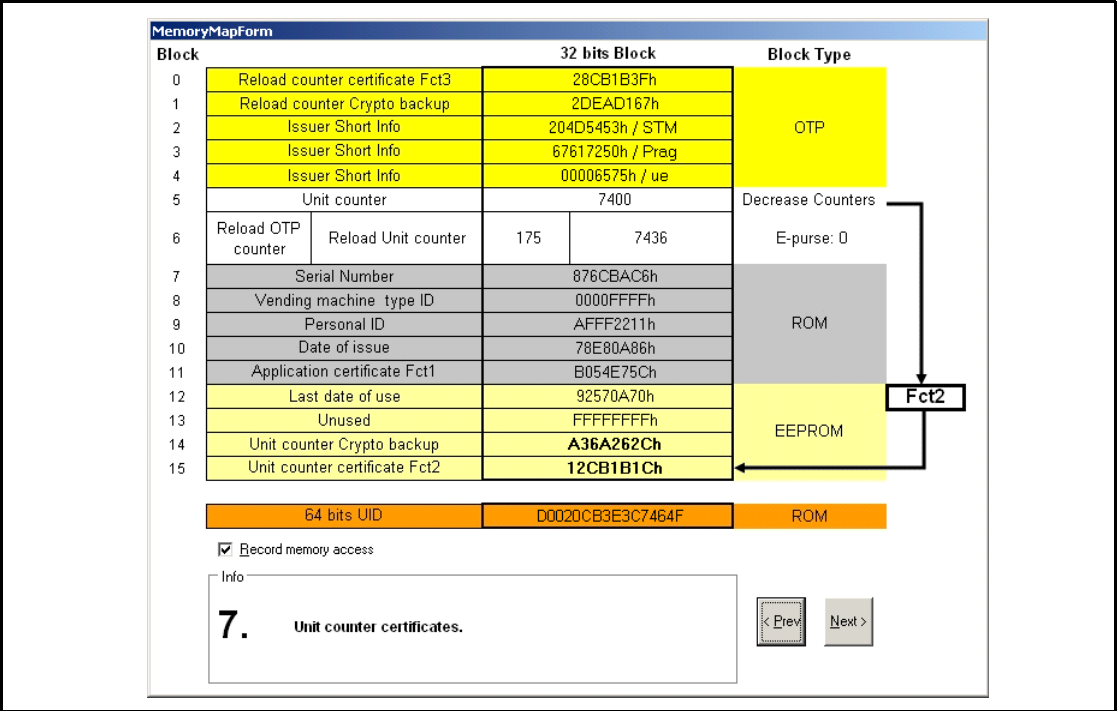 MemoryMapForm
Block 32 bits Block Block Type
0 Reload counter certificate Fct3 28CB1B3Fh
1 Reload counter Crypto backup 2DEAD167h
2 Issuer Short Info 204D5453h / STM OTP
3 Issuer Short Info 67617250h / Prag
4 Issuer Short Info 00006575h / ue
5 Unit counter 7400 Decrease Counters
6 Reload OTP counter Reload Unit counter 175 7436 E-purse: 0
7 Serial Number 876CBAC6h
8 Vending machine type ID 0000FFFFh
9 Personal ID AFFF2211h ROM
10 Date of issue 78E80A86h
11 Application certificate Fct1 B054E75Ch
12 Last date of use 92570A70h Fct2
13 Unused FFFFFFFFh EEPROM
14 Unit counter Crypto backup A36A262Ch
15 Unit counter certificate Fct2 12CB1B1Ch
64 bits UID D0020CB3E3C7464F ROM
Record memory access
Info
7. Unit counter certificates. < Prev Next >